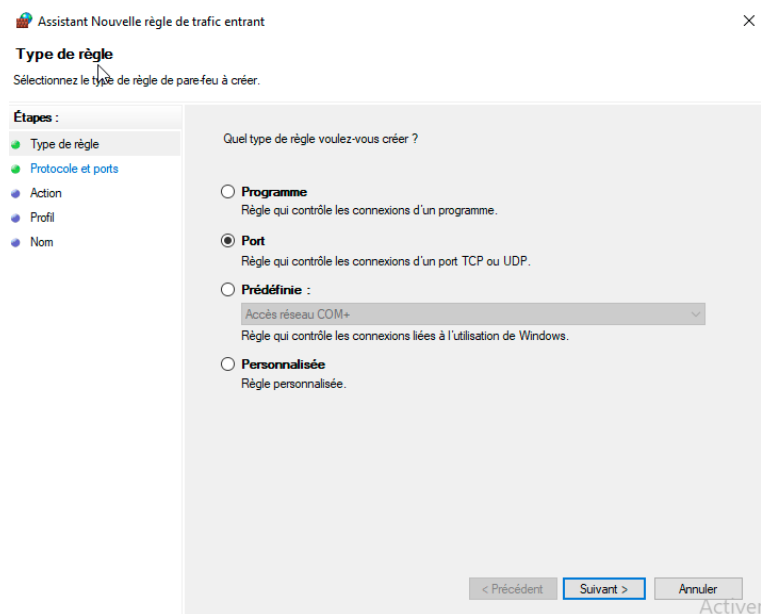 Assistant Nouvelle règle de trafic entrant
Type de règle
Sélectionnez le type de règle de pare-feu à créer.
Étapes :
Type de règle
Protocole et ports
Action
Profil
Nom
Quel type de règle voulez-vous créer ?
Programme
Règle qui contrôle les connexions d'un programme.
Port
Règle qui contrôle les connexions d'un port TCP ou UDP.
Prédéfinie :
Accès réseau COM+
Règle qui contrôle les connexions liées à l'utilisation de Windows.
Personnalisée
Règle personnalisée.
< Précédent
Suivant >
Annuler
Activer